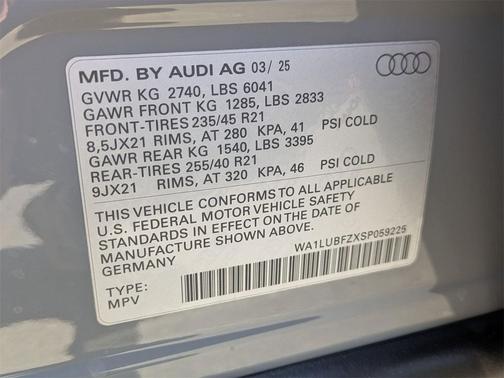 MFD. BY AUDI AG 03/ 25
GVWR KG 2740, LBS 6041
GAWR FRONT KG 1285, LBS 2833
FRONT-TIRES 235/45 R21
8,5JX21 RIMS, AT 280 KPA, 41 PSI COLD
GAWR REAR KG 1540, LBS 3395
REAR-TIRES 255/40 R21
9JX21 RIMS, AT 320 KPA, 46 PSI COLD
THIS VEHICLE CONFORMS TO ALL APPLICABLE
U.S. FEDERAL MOTOR VEHICLE SAFETY
STANDARDS IN EFFECT ON THE DATE OF
MANUFACTURE SHOWN ABOVE.
GERMANY
WA1LUBFZXSP059225
TYPE:
MPV